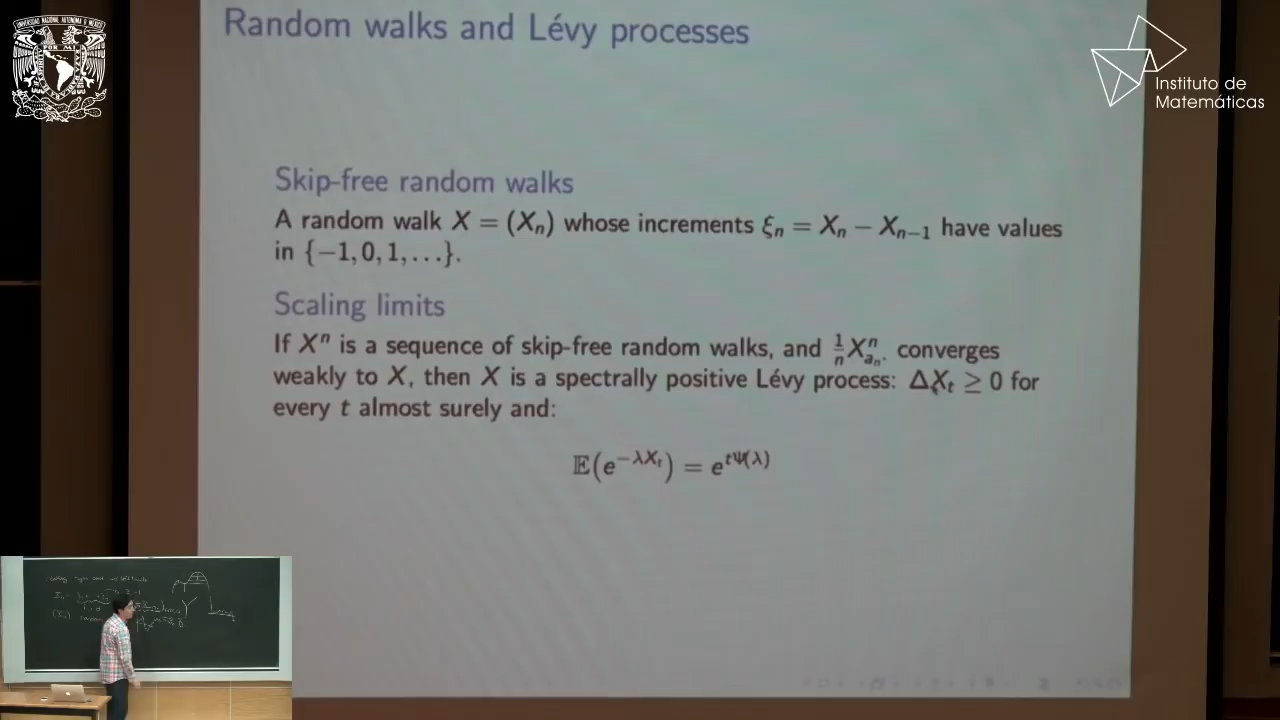 Random walks and Lévy processes
Instituto de
Matemáticas
Skip-free random walks
A random walk X = (Xₙ) whose increments ξₙ = Xₙ − Xₙ₋₁ have values
in {−1, 0, 1, …}.
Scaling limits
If Xⁿ is a sequence of skip-free random walks, and 1/n Xⁿ_{aₙ·} converges
weakly to X, then X is a spectrally positive Lévy process: ΔXₜ ≥ 0 for
every t almost surely and:
𝔼(e^{−λXₜ}) = e^{tΨ(λ)}